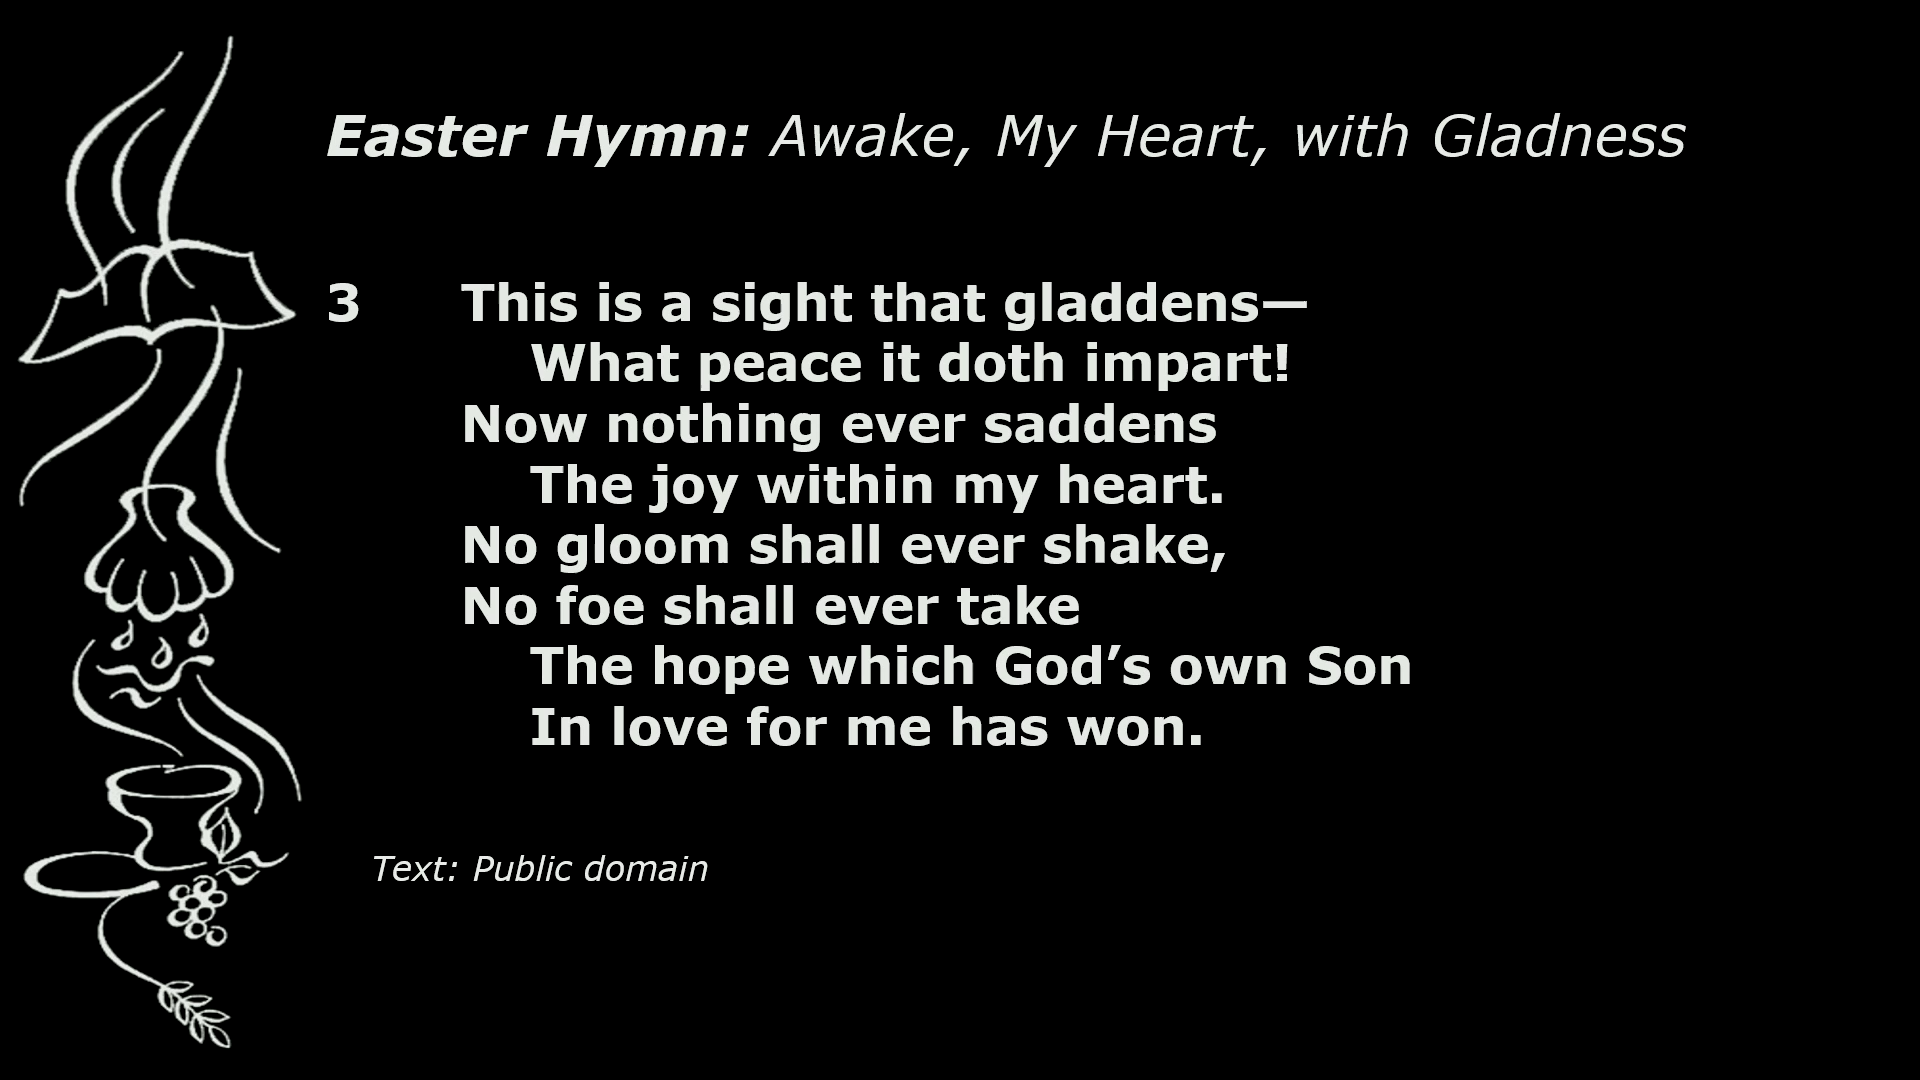 Easter Hymn: Awake, My Heart, with Gladness
3 This is a sight that gladdens—
What peace it doth impart!
Now nothing ever saddens
The joy within my heart.
No gloom shall ever shake,
No foe shall ever take
The hope which God’s own Son
In love for me has won.
Text: Public domain